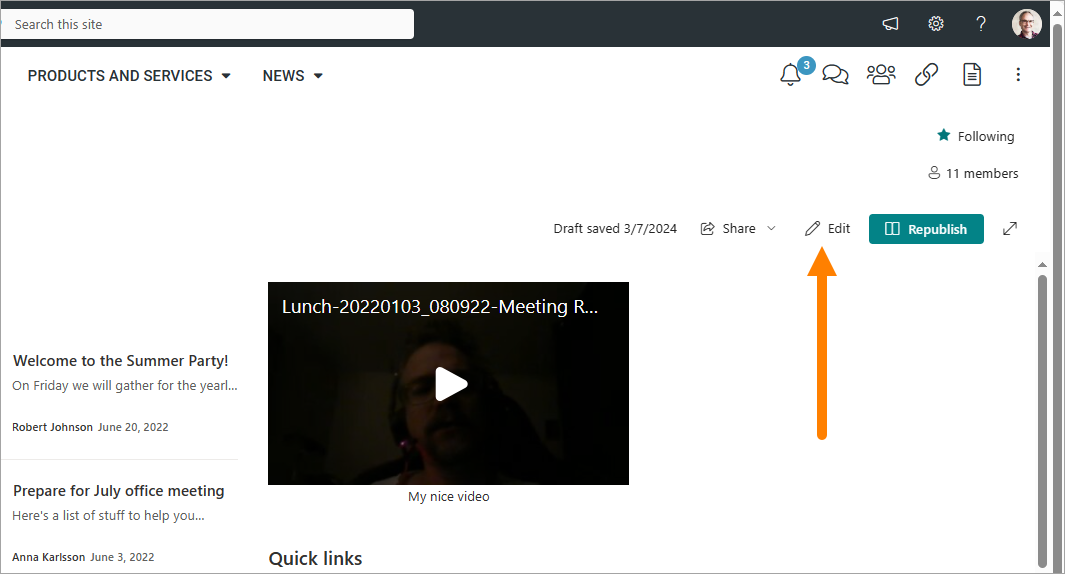 Search this site
PRODUCTS AND SERVICES NEWS 3
Following
11 members
Draft saved 3/7/2024 Share Edit Republish
Lunch-20220103_080922-Meeting R...
Welcome to the Summer Party!
On Friday we will gather for the yearl...
Robert Johnson June 20, 2022
Prepare for July office meeting
Here's a list of stuff to help you...
Anna Karlsson June 3, 2022
My nice video
Quick links